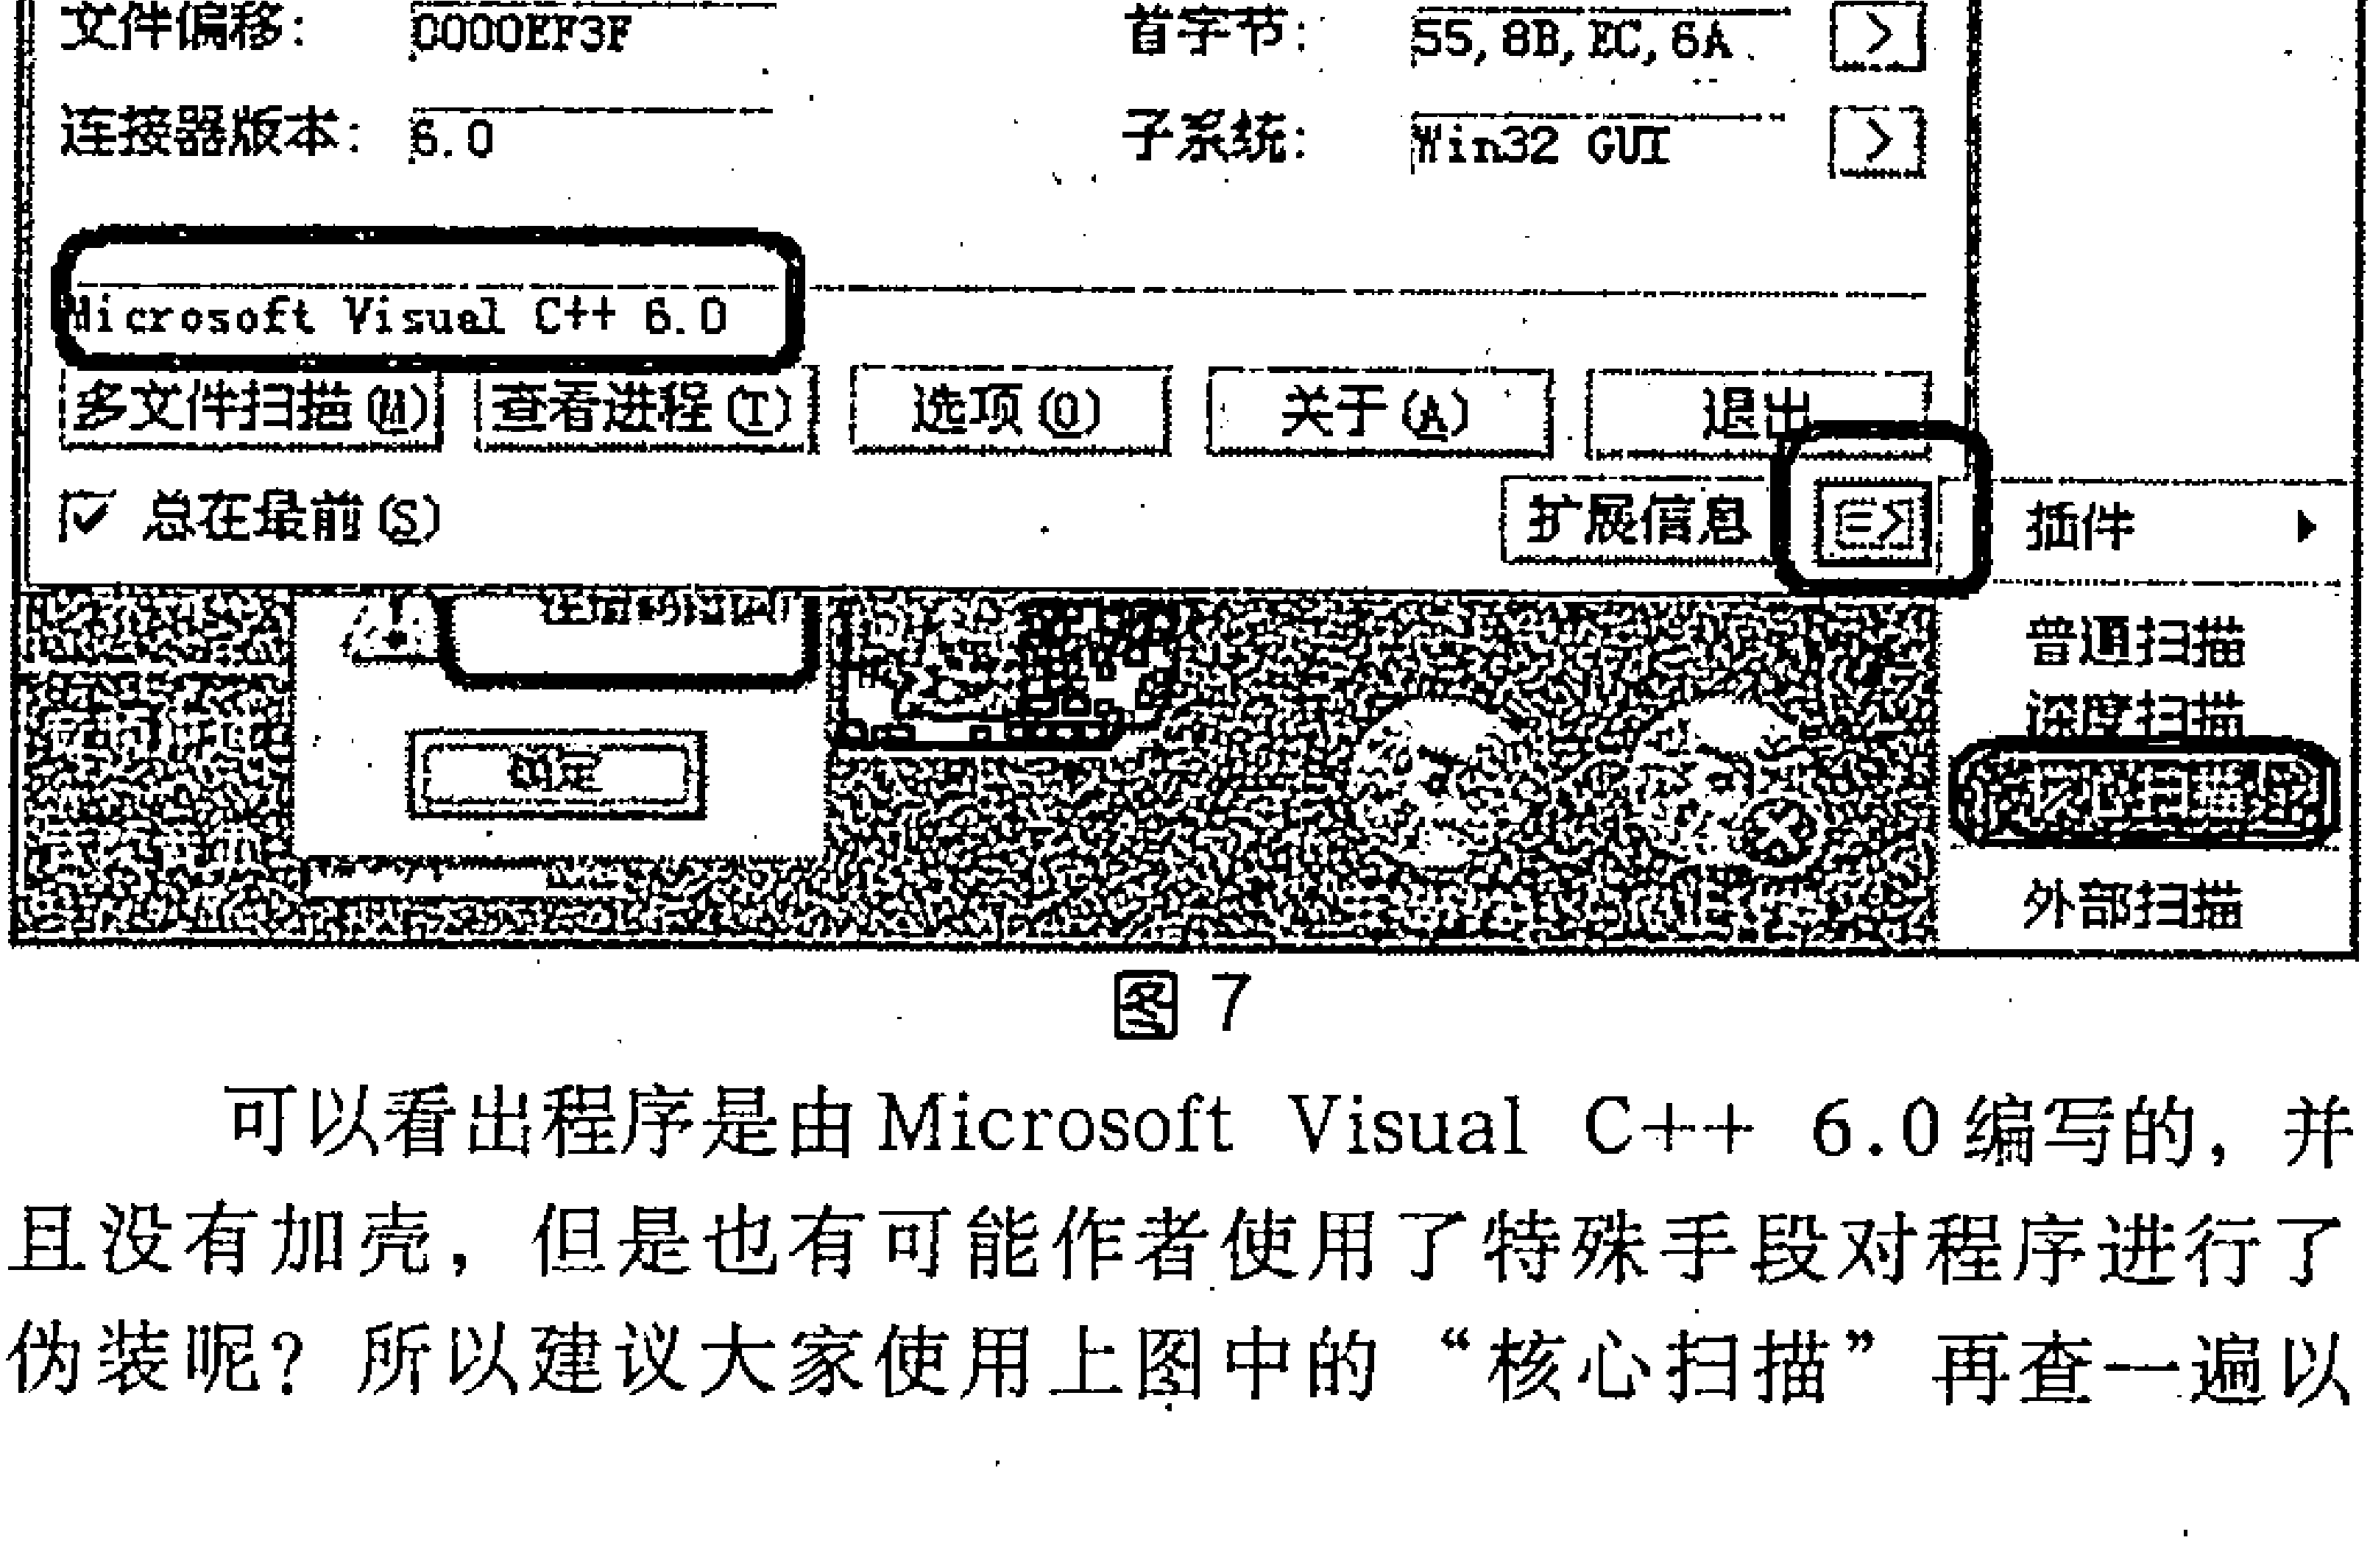 文件偏移: 0000EF3F 首字节: 55,8B,EC,6A >
连接器版本: 6.0 子系统: Win32 GUI >
Microsoft Visual C++ 6.0
多文件扫描(M) 查看进程(T) 选项(O) 关于(A) 退出
总在最前(S) 扩展信息 => 插件
普通扫描
深度扫描
核心扫描
确定
外部扫描
图 7
可以看出程序是由Microsoft Visual C++ 6.0编写的，并
且没有加壳，但是也有可能作者使用了特殊手段对程序进行了
伪装呢？所以建议大家使用上图中的“核心扫描”再查一遍以